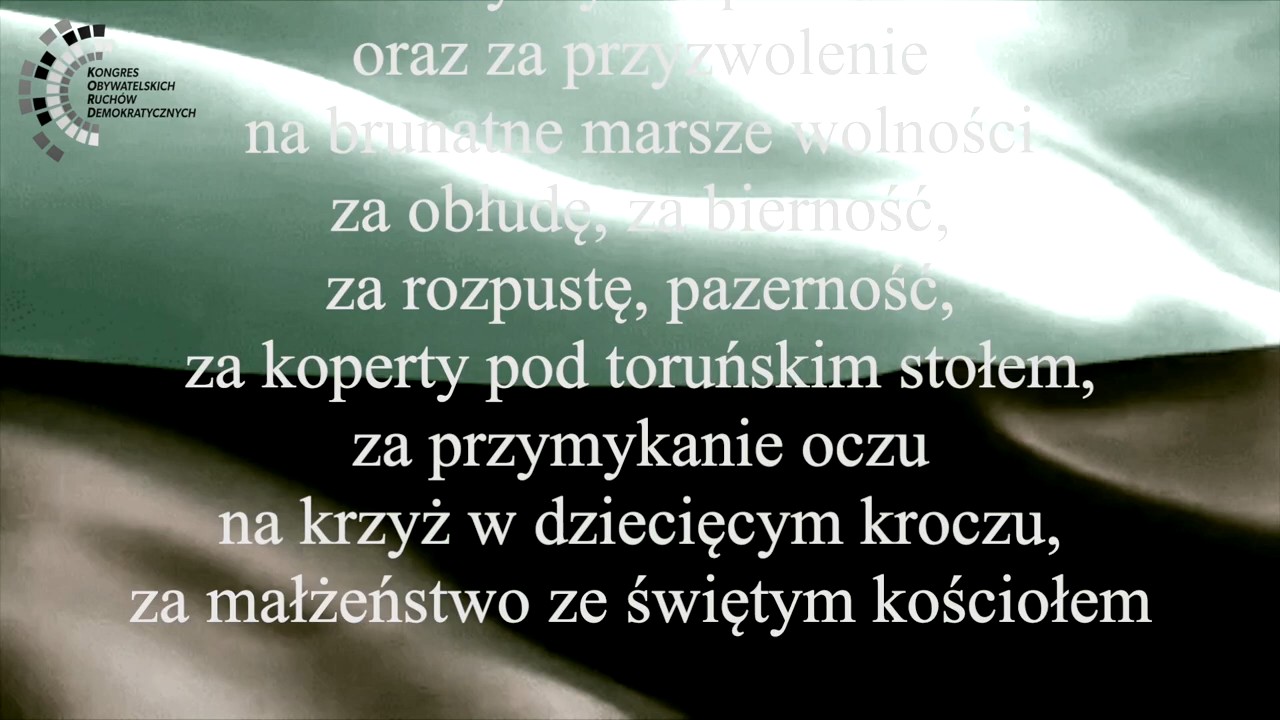 KONGRES
OBYWATELSKICH
RUCHÓW
DEMOKRATYCZNYCH
oraz za przyzwolenie
na brunatne marsze wolności
za obłudę, za bierność,
za rozpustę, pazerność,
za koperty pod toruńskim stołem,
za przymykanie oczu
na krzyż w dziecięcym kroczu,
za małżeństwo ze świętym kościołem